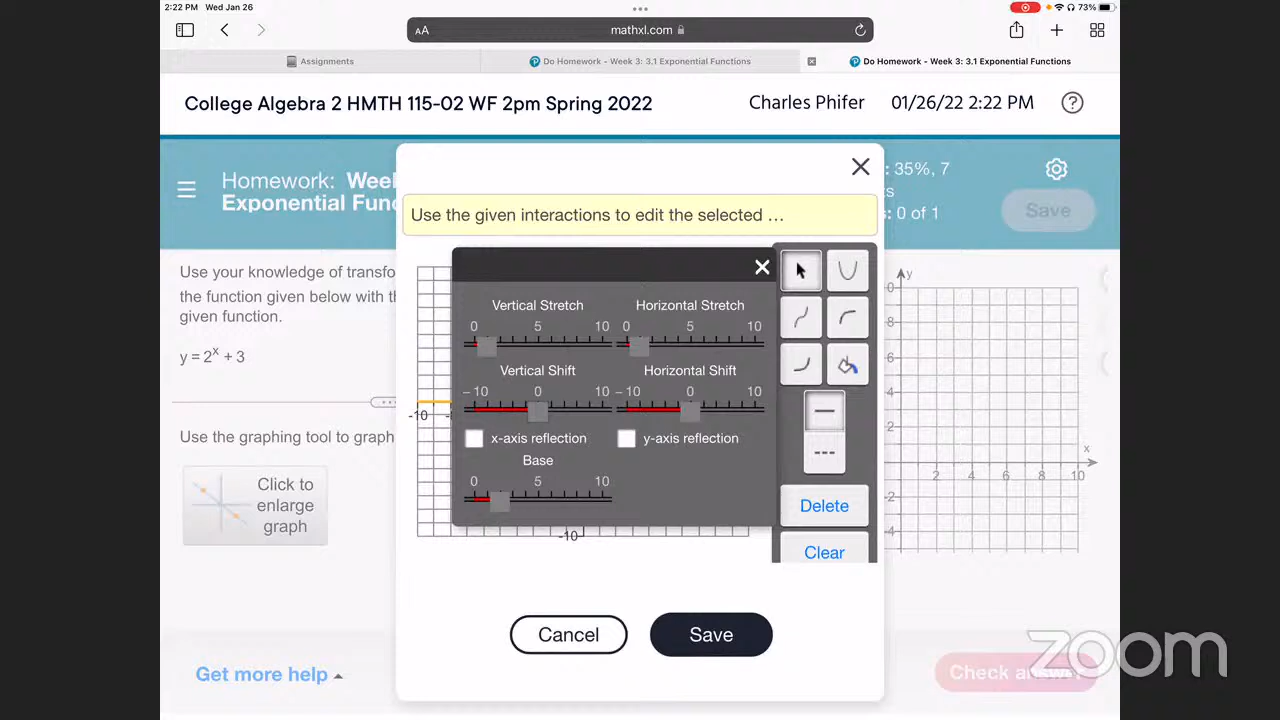 2:22 PM Wed Jan 26
73%
AA
mathxl.com
Assignments
Do Homework - Week 3: 3.1 Exponential Functions
Do Homework - Week 3: 3.1 Exponential Functions
College Algebra 2 HMTH 115-02 WF 2pm Spring 2022
Charles Phifer
01/26/22 2:22 PM
?
Homework: Week
Exponential Func
: 35%, 7
ts
s: 0 of 1
Save
Use your knowledge of transfo
the function given below with th
given function.
y = 2ˣ + 3
Use the graphing tool to graph
Click to
enlarge
graph
Use the given interactions to edit the selected ...
Vertical Stretch
0 5 10
Horizontal Stretch
0 5 10
Vertical Shift
-10 0 10
Horizontal Shift
-10 0 10
x-axis reflection
y-axis reflection
Base
0 5 10
-10
-10
Delete
Clear
Cancel
Save
y
0
8
6
4
2
-2
-4
x
2 4 6 8 10
Get more help
Check answer
zoom